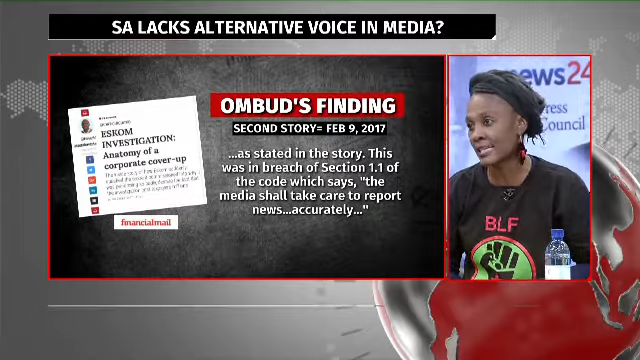 SA LACKS ALTERNATIVE VOICE IN MEDIA?
ESKOM
INVESTIGATION:
Anatomy of a
corporate cover-up
financialmail
OMBUD'S FINDING
SECOND STORY= FEB 9, 2017
...as stated in the story. This
was in breach of Section 1.1 of
the code which says, "the
media shall take care to report
news...accurately..."
news24
Press
Council
BLF